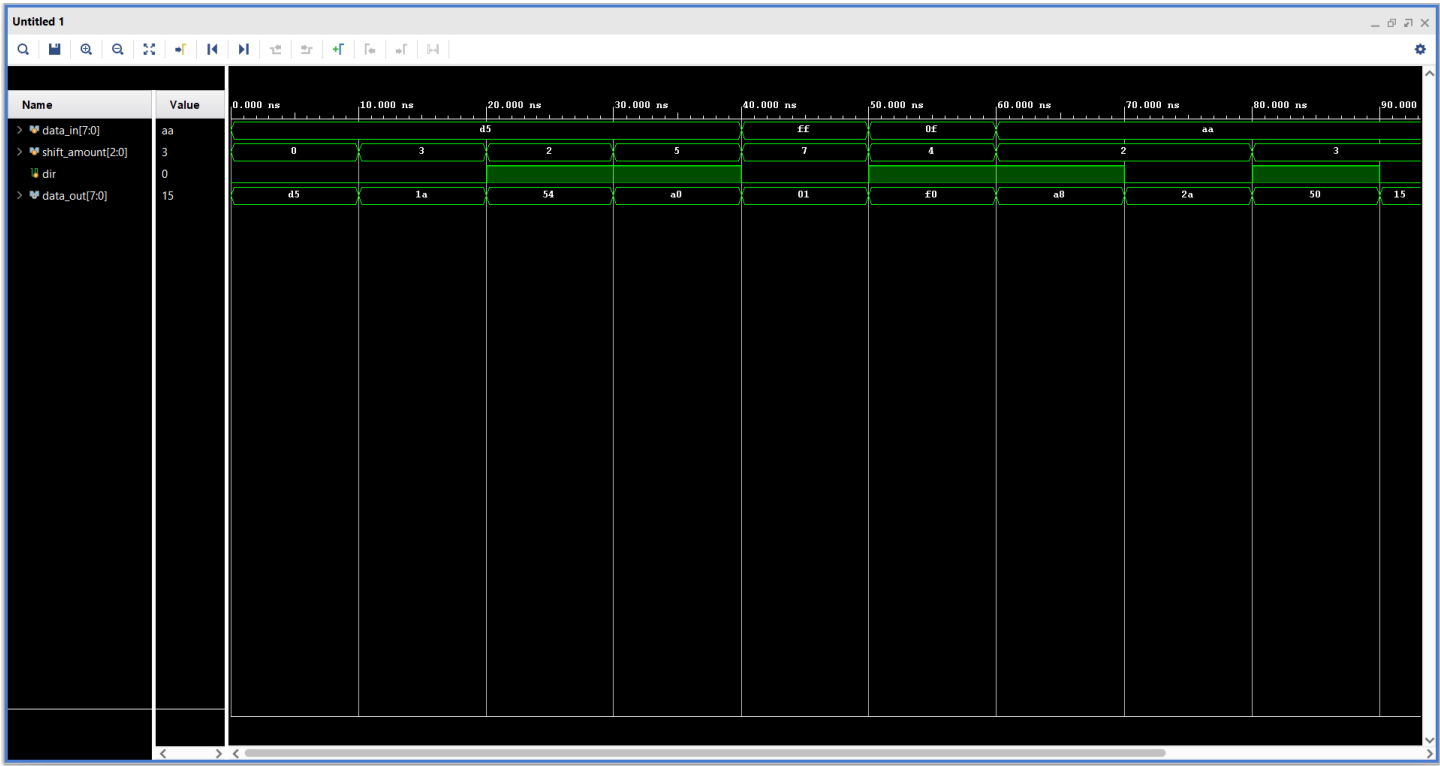 Untitled 1
Name Value 0.000 ns 10.000 ns 20.000 ns 30.000 ns 40.000 ns 50.000 ns 60.000 ns 70.000 ns 80.000 ns 90.000
data_in[7:0] aa d5 ff 0f aa
shift_amount[2:0] 3 0 3 2 5 7 4 2 3
dir 0
data_out[7:0] 15 d5 1a 54 a0 01 f0 a8 2a 50 15